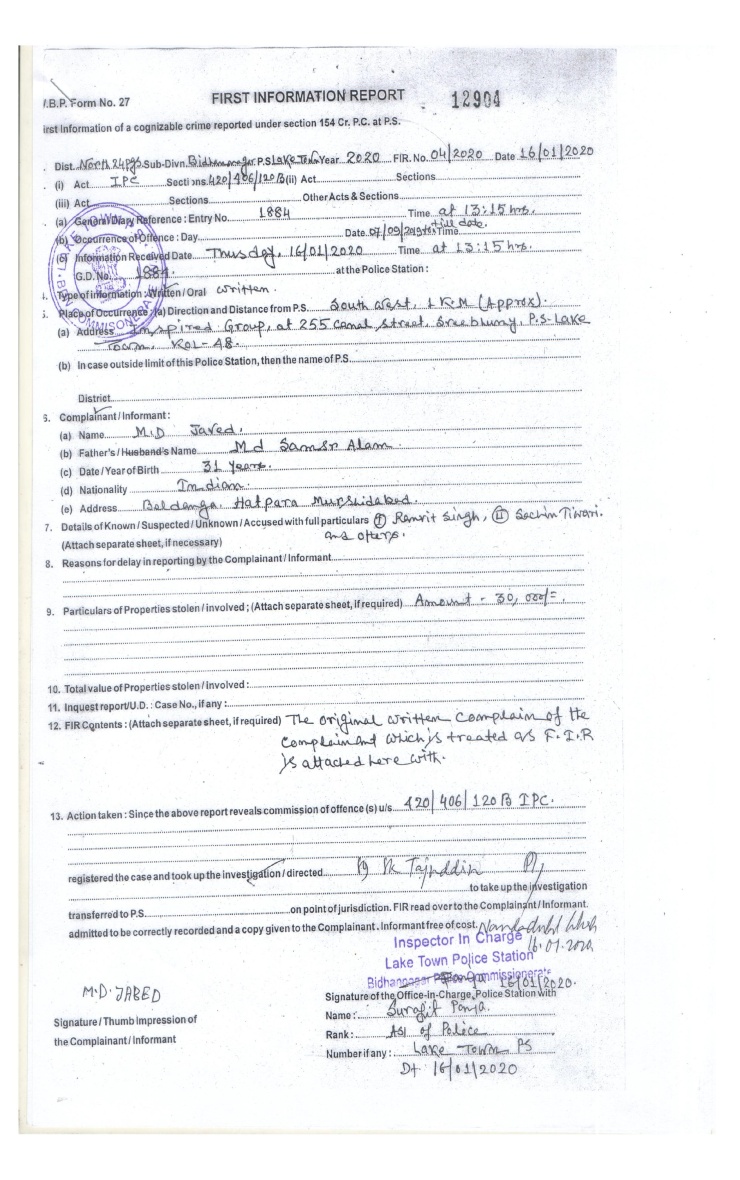 I.B.P. Form No. 27 FIRST INFORMATION REPORT 12904
irst Information of a cognizable crime reported under section 154 Cr. P.C. at P.S.
Dist. North 24 Pgs Sub-Divn. Bidhannagar P.S Lake Town Year 2020 FIR. No. 04/2020 Date 16/01/2020
(i) Act IPC Sections 420/406/120B (ii) Act Sections
(iii) Act Sections Other Acts & Sections
(a) General Diary Reference : Entry No. 1884 Time at 13:15 hrs.
(b) Occurrence of Offence : Day Date 07/09/2019 Time till date.
(c) Information Received Date Thusday, 16/01/2020 Time at 13:15 hrs.
G.D. No. 1884. at the Police Station :
4. Type of information : Written / Oral written.
5. Place of Occurrence : (a) Direction and Distance from P.S. South West, 1 K.M (Approx).
(a) Address Inspired Group, at 255 canal street, Sreebhumy, P.S-Lake
Town, KOL-48.
(b) In case outside limit of this Police Station, then the name of P.S.
District
6. Complainant / Informant :
(a) Name M.D Javed.
(b) Father's / Husband's Name Md Samsr Alam.
(c) Date / Year of Birth 31 Years.
(d) Nationality Indian.
(e) Address Beldanga. Hatpara Murshidabad.
7. Details of Known / Suspected / Unknown / Accused with full particulars (I) Ramrit Singh, (II) Sachin Tiwari.
(Attach separate sheet, if necessary) and others.
8. Reasons for delay in reporting by the Complainant / Informant
9. Particulars of Properties stolen / involved ; (Attach separate sheet, if required) Amount - 30,000/=.
10. Total value of Properties stolen / involved :
11. Inquest report/U.D. : Case No., if any :
12. FIR Contents : (Attach separate sheet, if required) The original written complain of the
complainant which is treated as F.I.R
is attached here with.
13. Action taken : Since the above report reveals commission of offence (s) u/s. 420/406/120B IPC.
registered the case and took up the investigation / directed Tajuddin
to take up the investigation
transferred to P.S. on point of jurisdiction. FIR read over to the Complainant / Informant.
admitted to be correctly recorded and a copy given to the Complainant. Informant free of cost.
Inspector In Charge 16.01.2020
Lake Town Police Station
Bidhannagar Police Commissionerate
16/01/2020.
M.D. JABED
Signature of the Office-in-Charge, Police Station with
Name : Surajit Ponja.
Signature / Thumb Impression of
Rank : ASI of Police
the Complainant / Informant
Number if any : Lake Town PS
Dt 16/01/2020